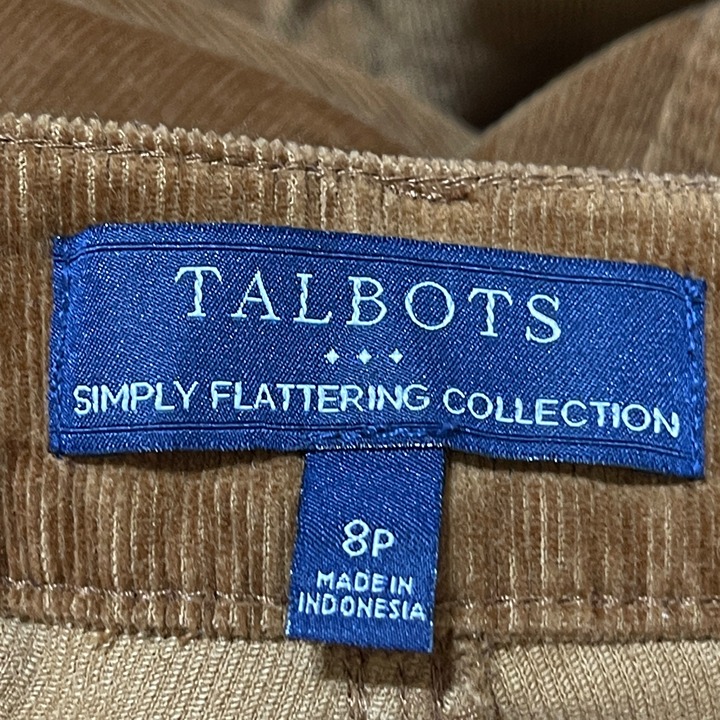 TALBOTS
SIMPLY FLATTERING COLLECTION
8P
MADE IN
INDONESIA